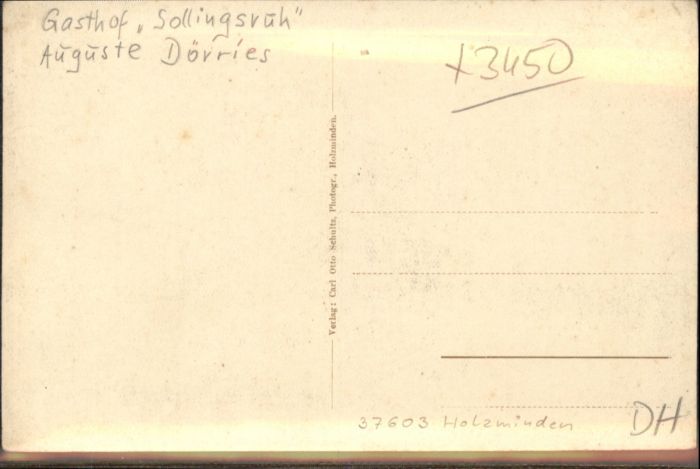 Gasthof „Sollingsruh"
Auguste Dörries
x3450
Verlag: Carl Otto Schultz, Photogr., Holzminden.
37603 Holzminden
DH